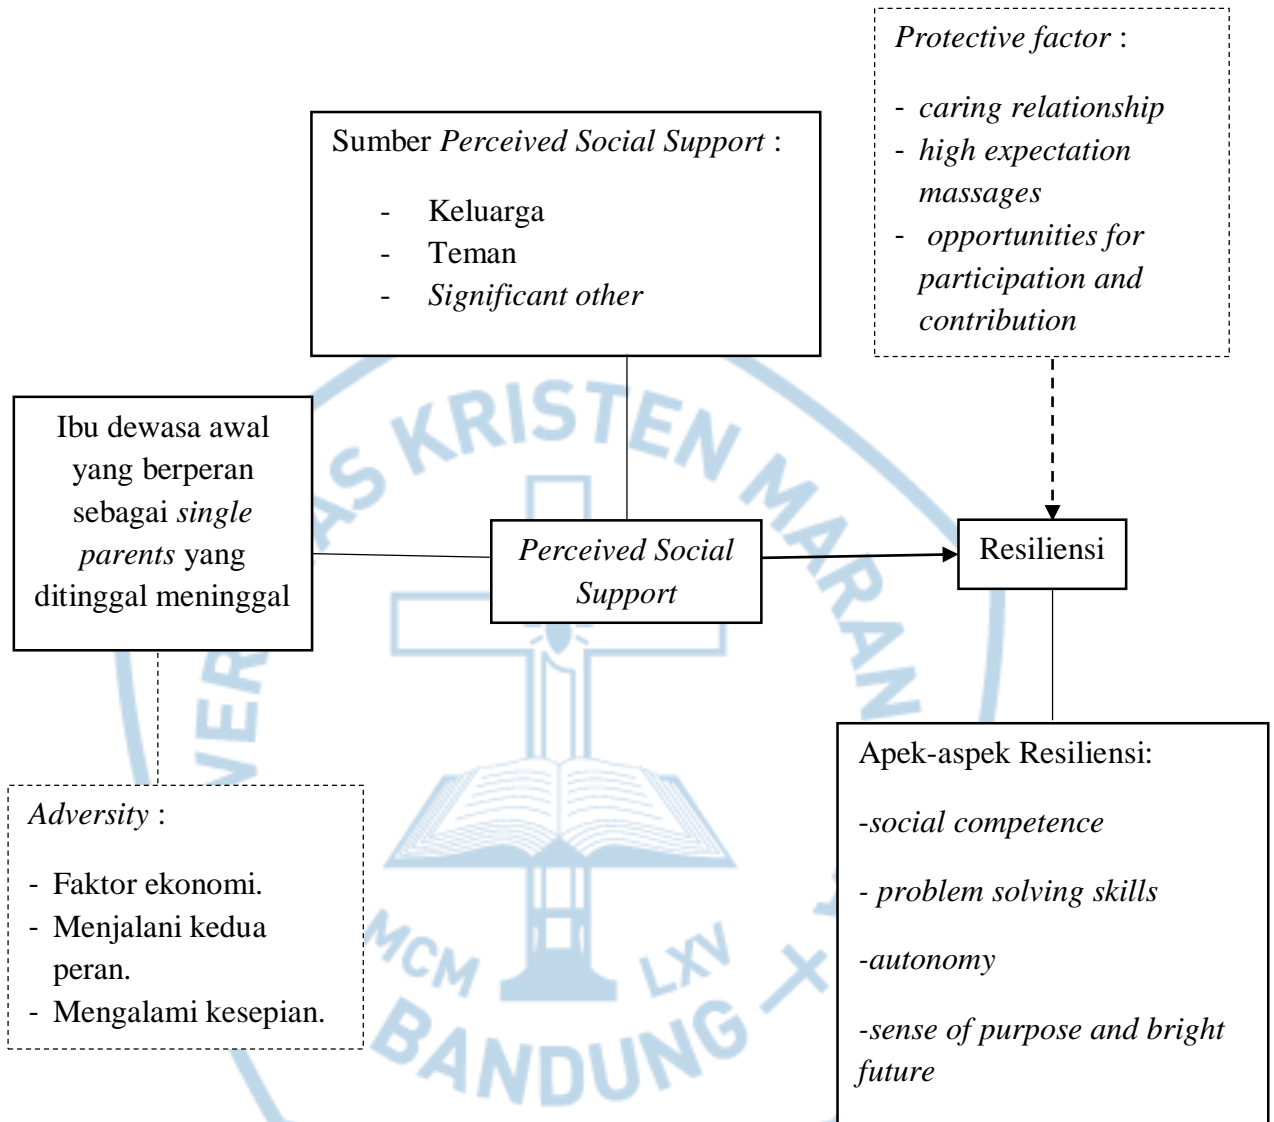 Protective factor :
- caring relationship
- high expectation
massages
- opportunities for
participation and
contribution
Sumber Perceived Social Support :
- Keluarga
- Teman
- Significant other
Ibu dewasa awal
yang berperan
sebagai single
parents yang
ditinggal meninggal
Perceived Social
Support
Resiliensi
Adversity :
- Faktor ekonomi.
- Menjalani kedua
peran.
- Mengalami kesepian.
Apek-aspek Resiliensi:
-social competence
- problem solving skills
-autonomy
-sense of purpose and bright
future
AS KRISTEN MARAN
VER
MCM LXV
BANDUNG